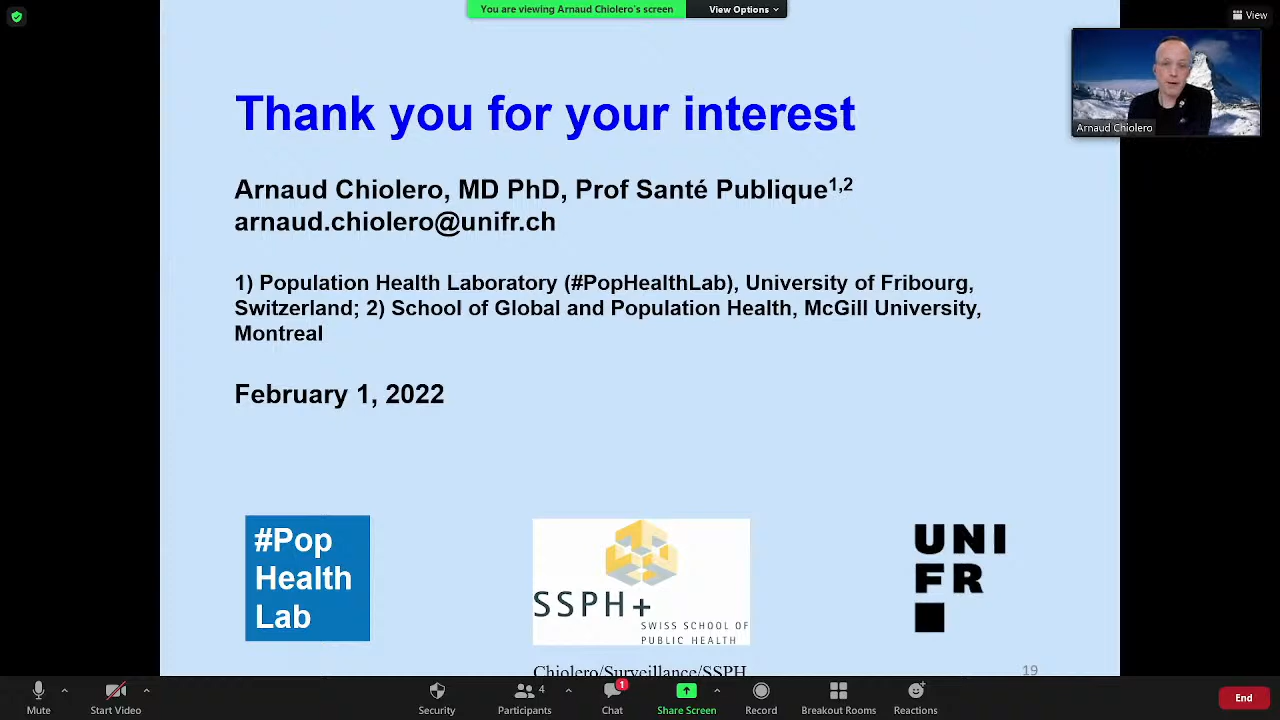 You are viewing Arnaud Chiolero's screen
View Options
View
Thank you for your interest
Arnaud Chiolero
Arnaud Chiolero, MD PhD, Prof Santé Publique1,2
arnaud.chiolero@unifr.ch
1) Population Health Laboratory (#PopHealthLab), University of Fribourg,
Switzerland; 2) School of Global and Population Health, McGill University,
Montreal
February 1, 2022
#Pop
Health
Lab
SSPH+
SWISS SCHOOL OF
PUBLIC HEALTH
UNI
FR
Chiolero/Surveillance/SSPH
19
Mute
Start Video
Security
4
Participants
1
Chat
Share Screen
Record
Breakout Rooms
Reactions
End